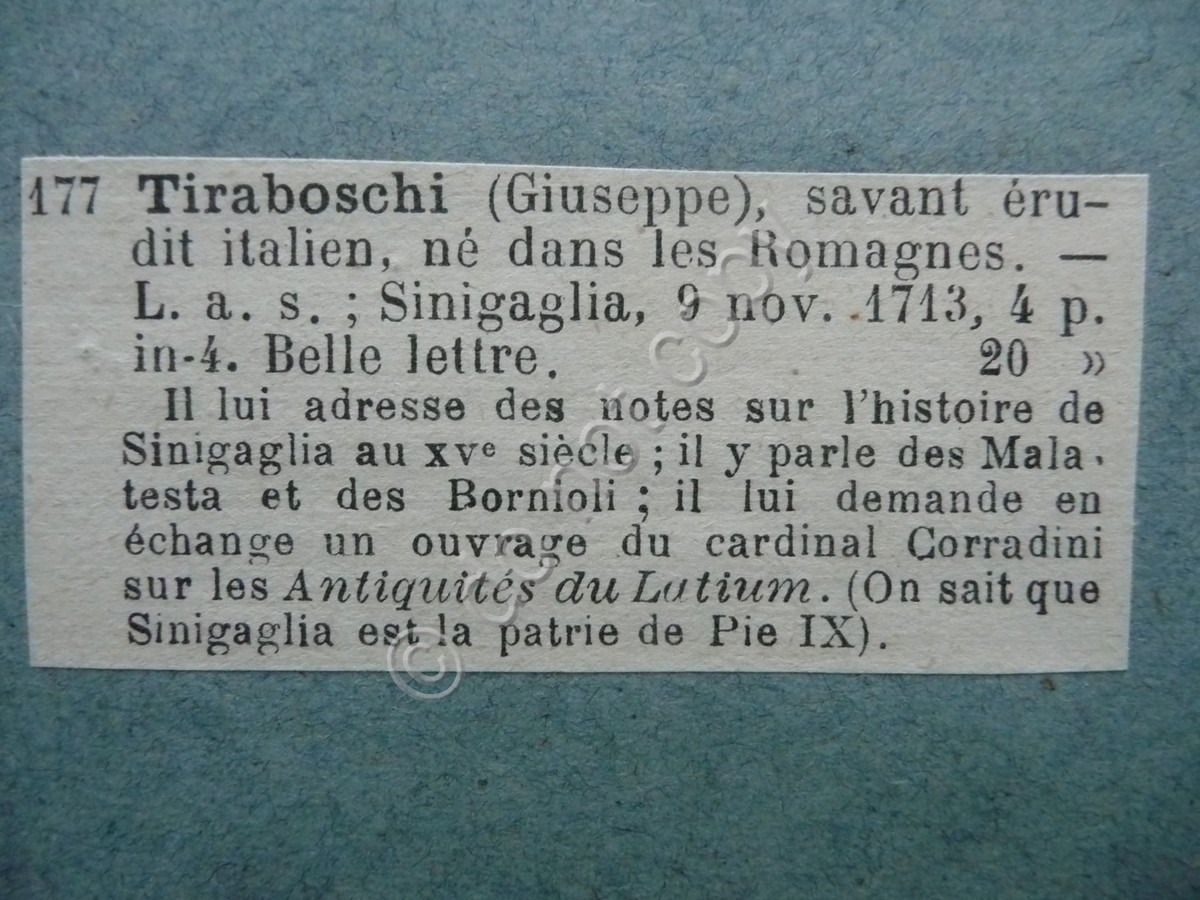 177 Tiraboschi (Giuseppe), savant éru-
dit italien, né dans les Romagnes. —
L. a. s. ; Sinigaglia, 9 nov. 1713, 4 p.
in-4. Belle lettre. 20 »
Il lui adresse des notes sur l'histoire de
Sinigaglia au XVe siècle ; il y parle des Mala-
testa et des Bornioli ; il lui demande en
échange un ouvrage du cardinal Corradini
sur les Antiquités du Latium. (On sait que
Sinigaglia est la patrie de Pie IX).